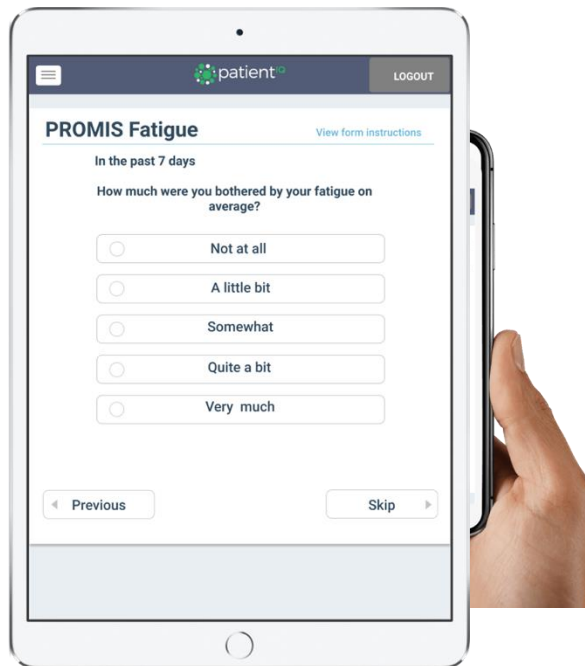 patientIQ
LOGOUT
PROMIS Fatigue
View form instructions
In the past 7 days
How much were you bothered by your fatigue on
average?
Not at all
A little bit
Somewhat
Quite a bit
Very much
Previous
Skip